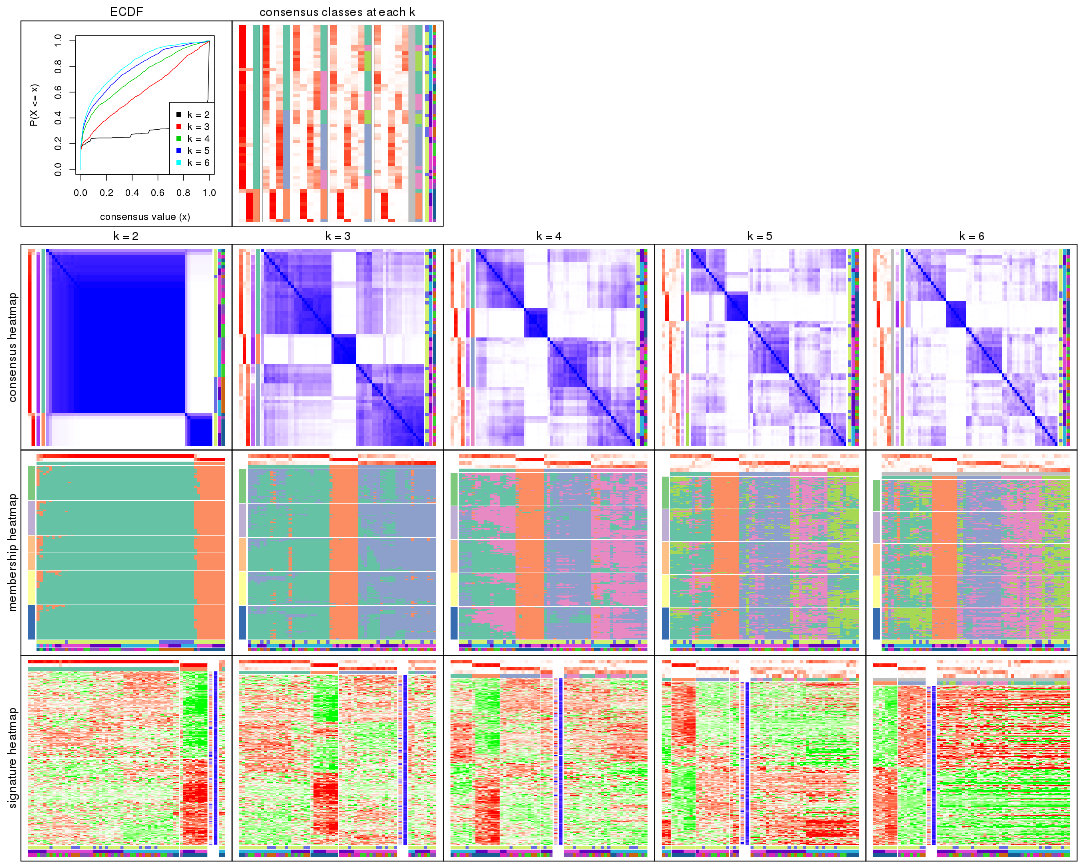 ECDF
consensus classes at each k
P(X <= x)
0.0 0.2 0.4 0.6 0.8 1.0
k = 2
k = 3
k = 4
k = 5
k = 6
0.0 0.2 0.4 0.6 0.8 1.0
consensus value (x)
k = 2
k = 3
k = 4
k = 5
k = 6
consensus heatmap
membership heatmap
signature heatmap